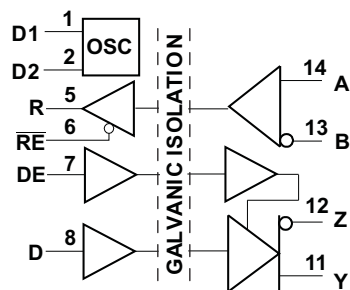 D1 1
OSC
D2 2
R 5
RE 6
DE 7
D 8
GALVANIC ISOLATION
14 A
13 B
12 Z
11 Y